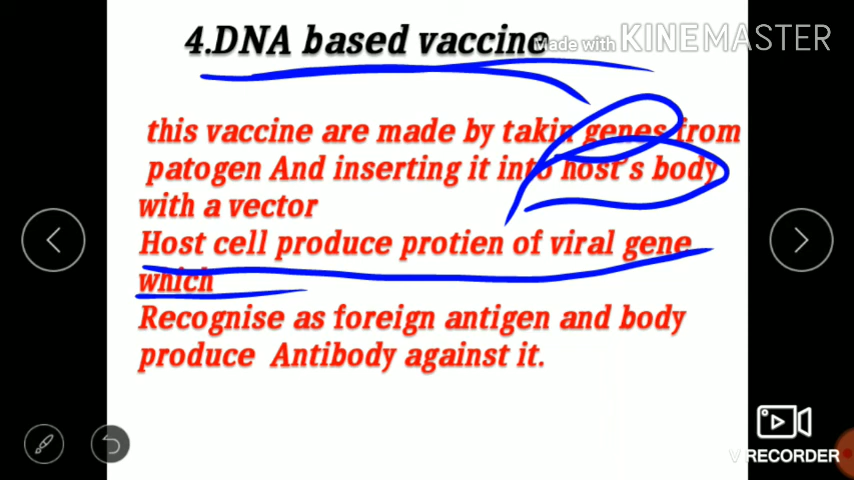 4.DNA based vaccine
Made with KINEMASTER
this vaccine are made by takin genes from
patogen And inserting it into host's body
with a vector
Host cell produce protien of viral gene
which
Recognise as foreign antigen and body
produce Antibody against it.
V RECORDER